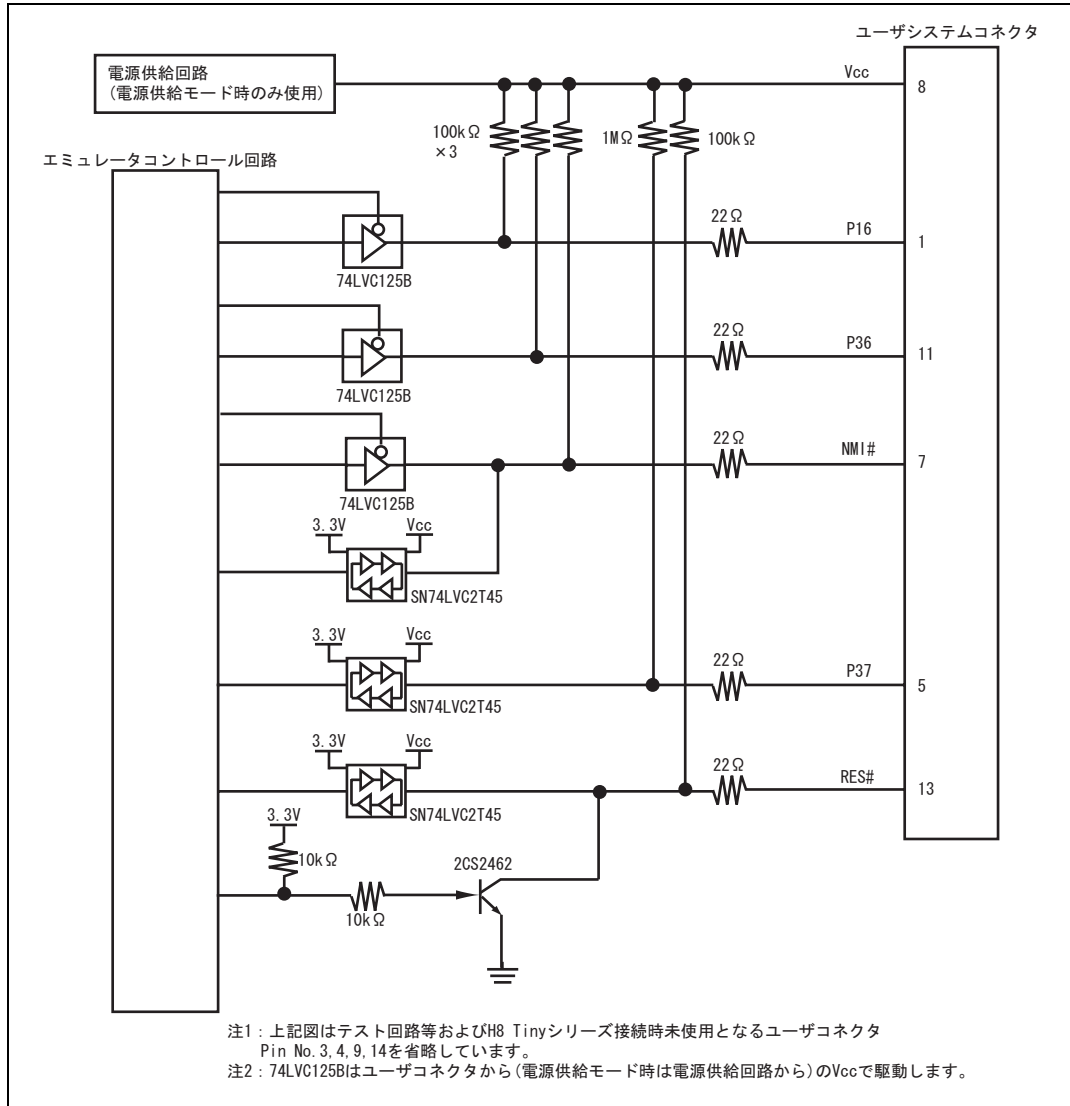 ユーザシステムコネクタ
電源供給回路
(電源供給モード時のみ使用)
Vcc
8
100kΩ
×3
1MΩ
100kΩ
エミュレータコントロール回路
22Ω
P16
1
74LVC125B
22Ω
P36
11
74LVC125B
22Ω
NMI#
7
74LVC125B
3.3V
Vcc
SN74LVC2T45
3.3V
Vcc
22Ω
P37
5
SN74LVC2T45
3.3V
Vcc
22Ω
RES#
13
SN74LVC2T45
3.3V
10kΩ
2CS2462
10kΩ
注1：上記図はテスト回路等およびH8 Tinyシリーズ接続時未使用となるユーザコネクタ
Pin No.3,4,9,14を省略しています。
注2：74LVC125Bはユーザコネクタから(電源供給モード時は電源供給回路から)のVccで駆動します。